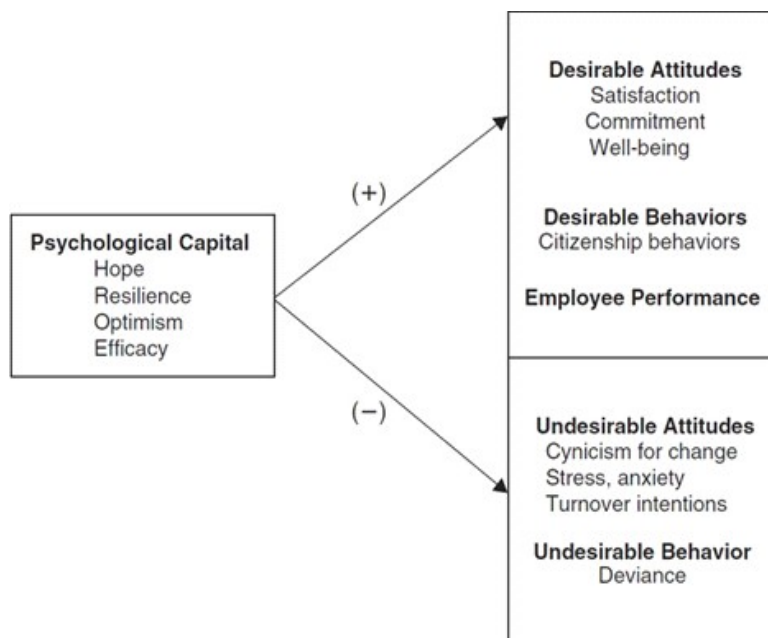 Psychological Capital
Hope
Resilience
Optimism
Efficacy
(+)
(−)
Desirable Attitudes
Satisfaction
Commitment
Well-being
Desirable Behaviors
Citizenship behaviors
Employee Performance
Undesirable Attitudes
Cynicism for change
Stress, anxiety
Turnover intentions
Undesirable Behavior
Deviance